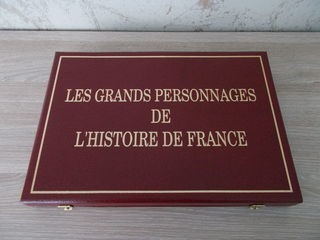 LES GRANDS PERSONNAGES
DE
L'HISTOIRE DE FRANCE